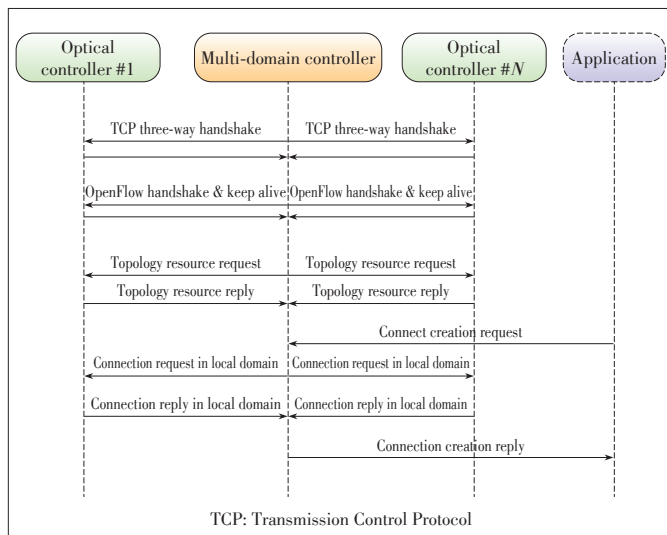 Optical
controller #1
Multi-domain controller
Optical
controller #N
Application
TCP three-way handshake
TCP three-way handshake
OpenFlow handshake & keep alive
OpenFlow handshake & keep alive
Topology resource request
Topology resource request
Topology resource reply
Topology resource reply
Connect creation request
Connection request in local domain
Connection request in local domain
Connection reply in local domain
Connection reply in local domain
Connection creation reply
TCP: Transmission Control Protocol